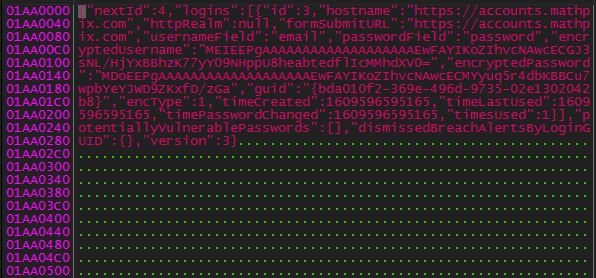 01AA0000 {"nextId":4,"logins":[{"id":3,"hostname":"https://accounts.mathp
01AA0040 ix.com","httpRealm":null,"formSubmitURL":"https://accounts.mathp
01AA0080 ix.com","usernameField":"email","passwordField":"password","encr
01AA00C0 yptedUsername":"MEIEEPgAAAAAAAAAAAAAAAAAAAEwFAYIKoZIhvcNAwcECGJ3
01AA0100 sNL/HjYxBBhzK77yYO9NHppU8heabtedflIcMMhdXVO=","encryptedPassword
01AA0140 ":"MDoEEPgAAAAAAAAAAAAAAAAAAAEwFAYIKoZIhvcNAwcECMYyuq5r4dbKBBCu7
01AA0180 wpbYeYJWD9ZKxfD/zGa","guid":"{bda010f2-369e-496d-9735-02e1302042
01AA01C0 b8}","encType":1,"timeCreated":1609596595165,"timeLastUsed":1609
01AA0200 596595165,"timePasswordChanged":1609596595165,"timesUsed":1}],"p
01AA0240 otentiallyVulnerablePasswords":[],"dismissedBreachAlertsByLoginG
01AA0280 UID":{},"version":3}............................................
01AA02C0 ................................................................
01AA0300 ................................................................
01AA0340 ................................................................
01AA0380 ................................................................
01AA03C0 ................................................................
01AA0400 ................................................................
01AA0440 ................................................................
01AA0480 ................................................................
01AA04C0 ................................................................
01AA0500 ................................................................